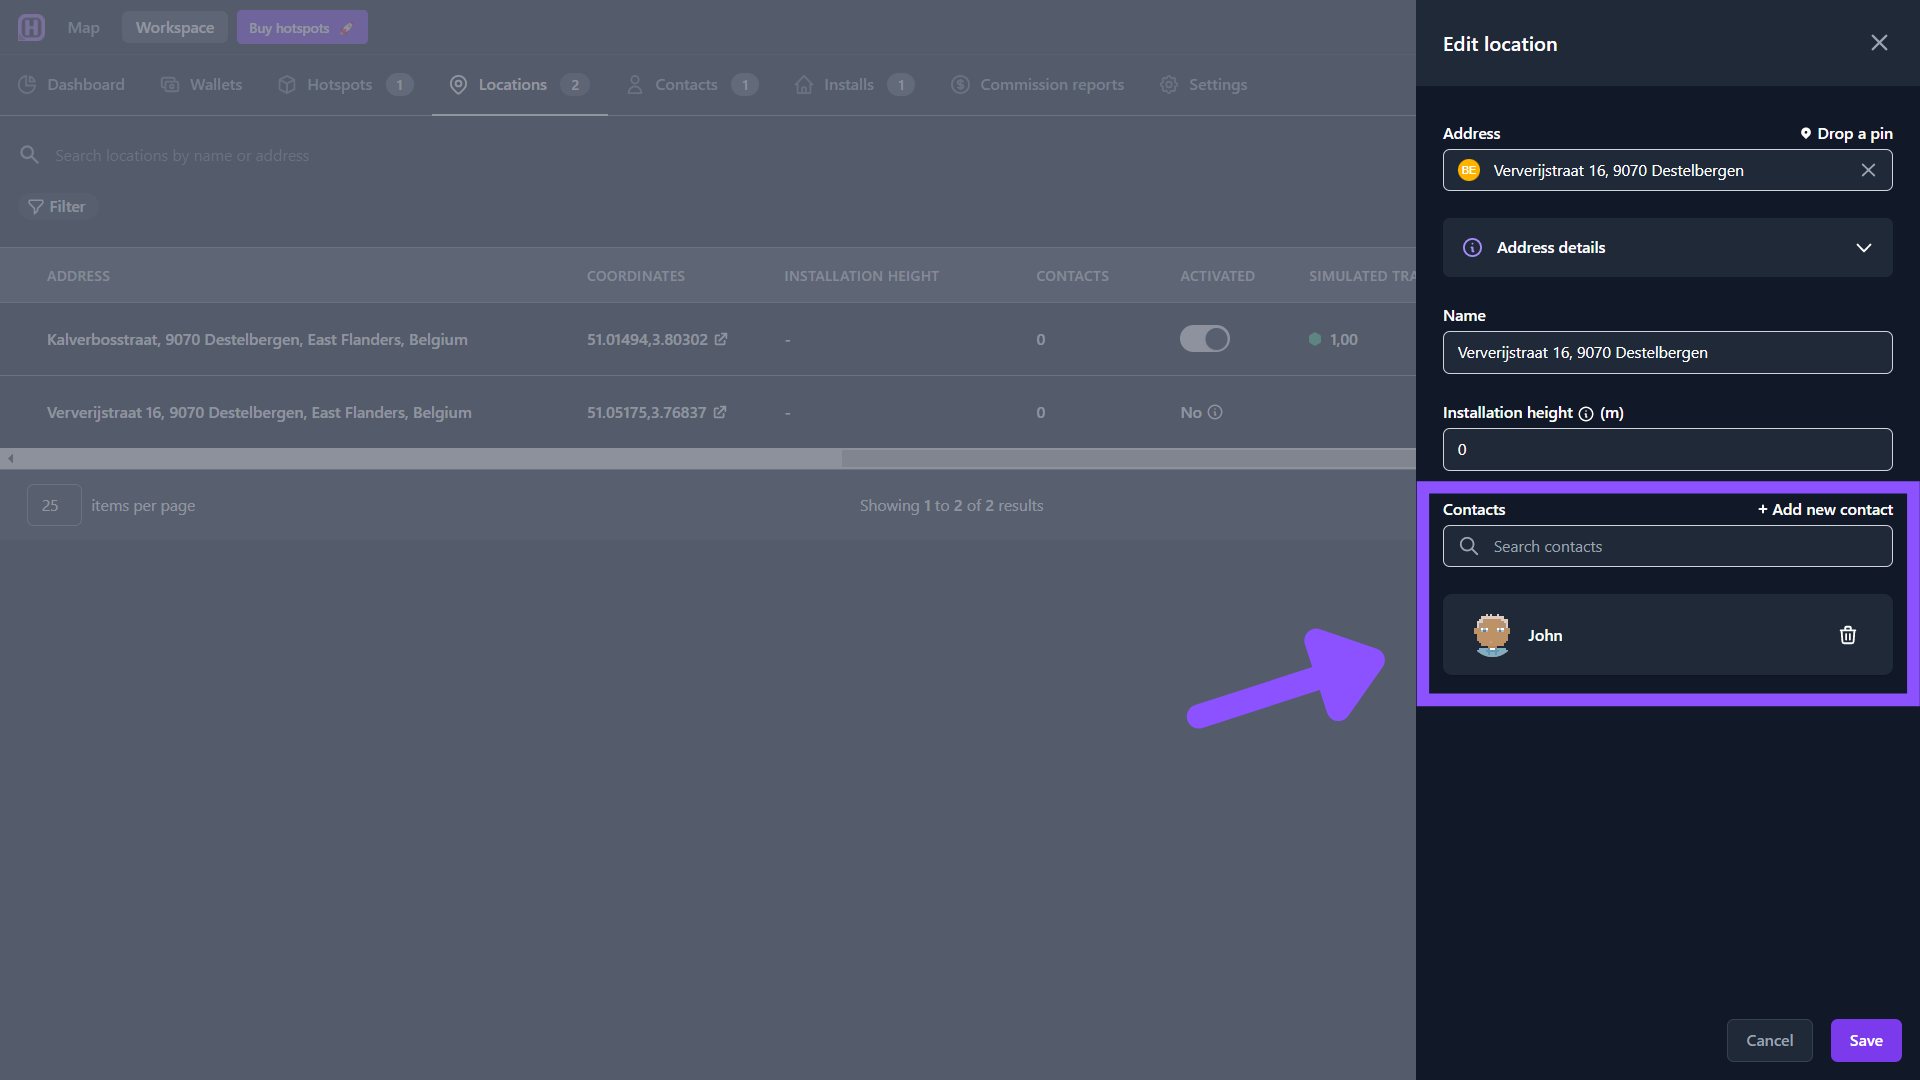 H Map Workspace Buy hotspots
Dashboard Wallets Hotspots 1 Locations 2 Contacts 1 Installs 1 Commission reports Settings
Search locations by name or address
Filter
ADDRESS COORDINATES INSTALLATION HEIGHT CONTACTS ACTIVATED SIMULATED TRA
Kalverbosstraat, 9070 Destelbergen, East Flanders, Belgium 51.01494,3.80302 - 0 1,00
Ververijstraat 16, 9070 Destelbergen, East Flanders, Belgium 51.05175,3.76837 - 0 No
25 items per page Showing 1 to 2 of 2 results
Edit location
Address Drop a pin
BE Ververijstraat 16, 9070 Destelbergen
Address details
Name
Ververijstraat 16, 9070 Destelbergen
Installation height (m)
0
Contacts + Add new contact
Search contacts
John
Cancel Save